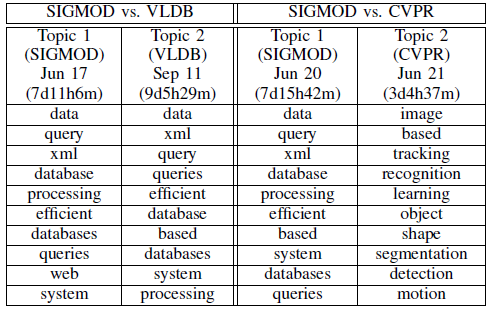 SIGMOD vs. VLDB SIGMOD vs. CVPR
Topic 1 Topic 2 Topic 1 Topic 2
(SIGMOD) (VLDB) (SIGMOD) (CVPR)
Jun 17 Sep 11 Jun 20 Jun 21
(7d11h6m) (9d5h29m) (7d15h42m) (3d4h37m)
data data data image
query xml query based
xml query xml tracking
database queries database recognition
processing efficient processing learning
efficient database efficient object
databases based based shape
queries databases system segmentation
web system databases detection
system processing queries motion